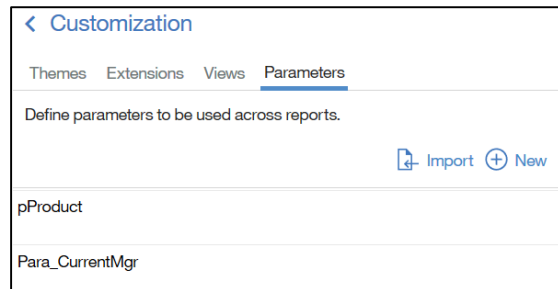 Customization
Themes Extensions Views Parameters
Define parameters to be used across reports.
Import New
pProduct
Para_CurrentMgr